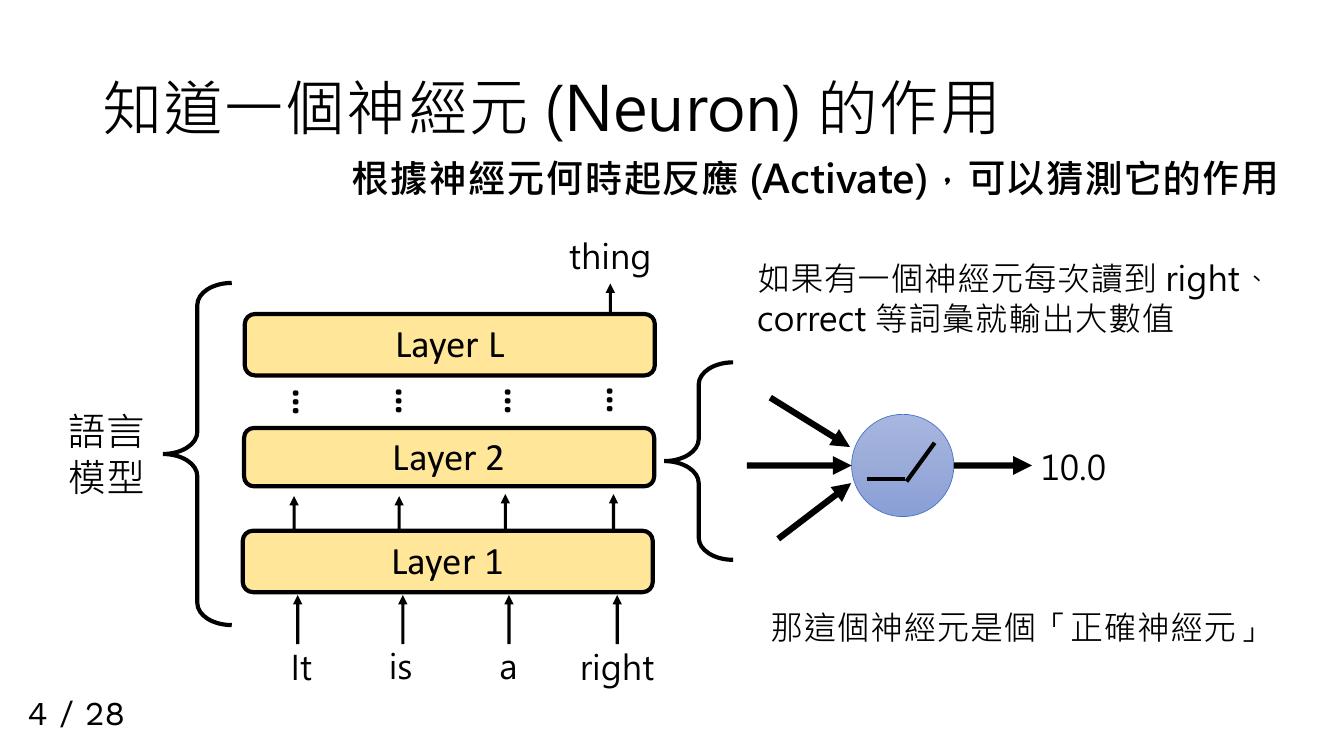 知道一個神經元 (Neuron) 的作用
根據神經元何時起反應 (Activate)，可以猜測它的作用
thing
如果有一個神經元每次讀到 right、
correct 等詞彙就輸出大數值
Layer L
語言
模型
Layer 2
10.0
Layer 1
那這個神經元是個「正確神經元」
It is a right
4 / 28